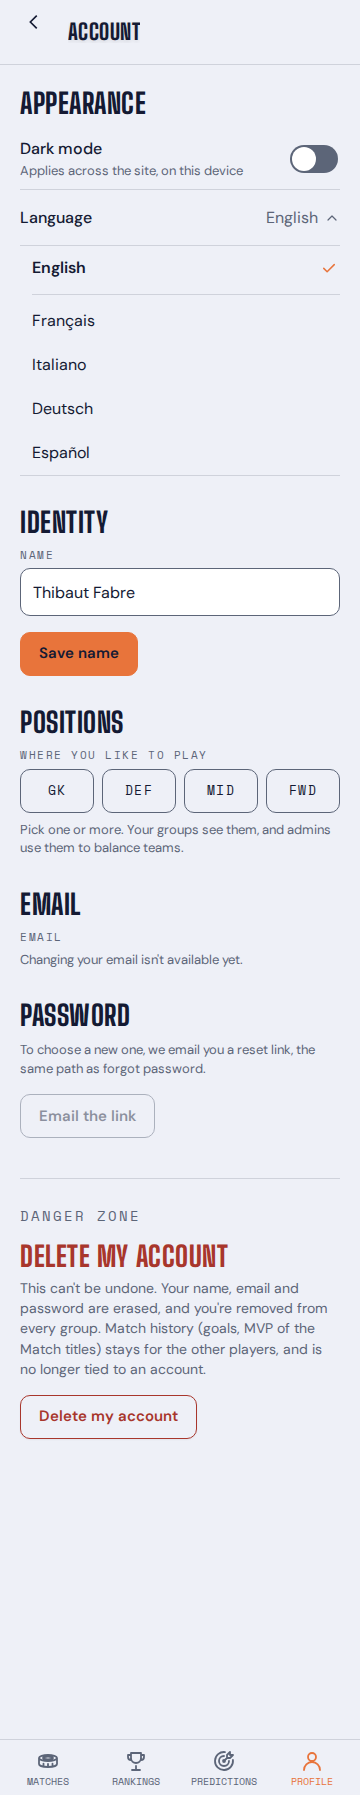 ACCOUNT
APPEARANCE
Dark mode
Applies across the site, on this device
Language English
English
Français
Italiano
Deutsch
Español
IDENTITY
NAME
Thibaut Fabre
Save name
POSITIONS
WHERE YOU LIKE TO PLAY
GK DEF MID FWD
Pick one or more. Your groups see them, and admins
use them to balance teams.
EMAIL
EMAIL
Changing your email isn't available yet.
PASSWORD
To choose a new one, we email you a reset link, the
same path as forgot password.
Email the link
DANGER ZONE
DELETE MY ACCOUNT
This can't be undone. Your name, email and
password are erased, and you're removed from
every group. Match history (goals, MVP of the
Match titles) stays for the other players, and is
no longer tied to an account.
Delete my account
MATCHES RANKINGS PREDICTIONS PROFILE